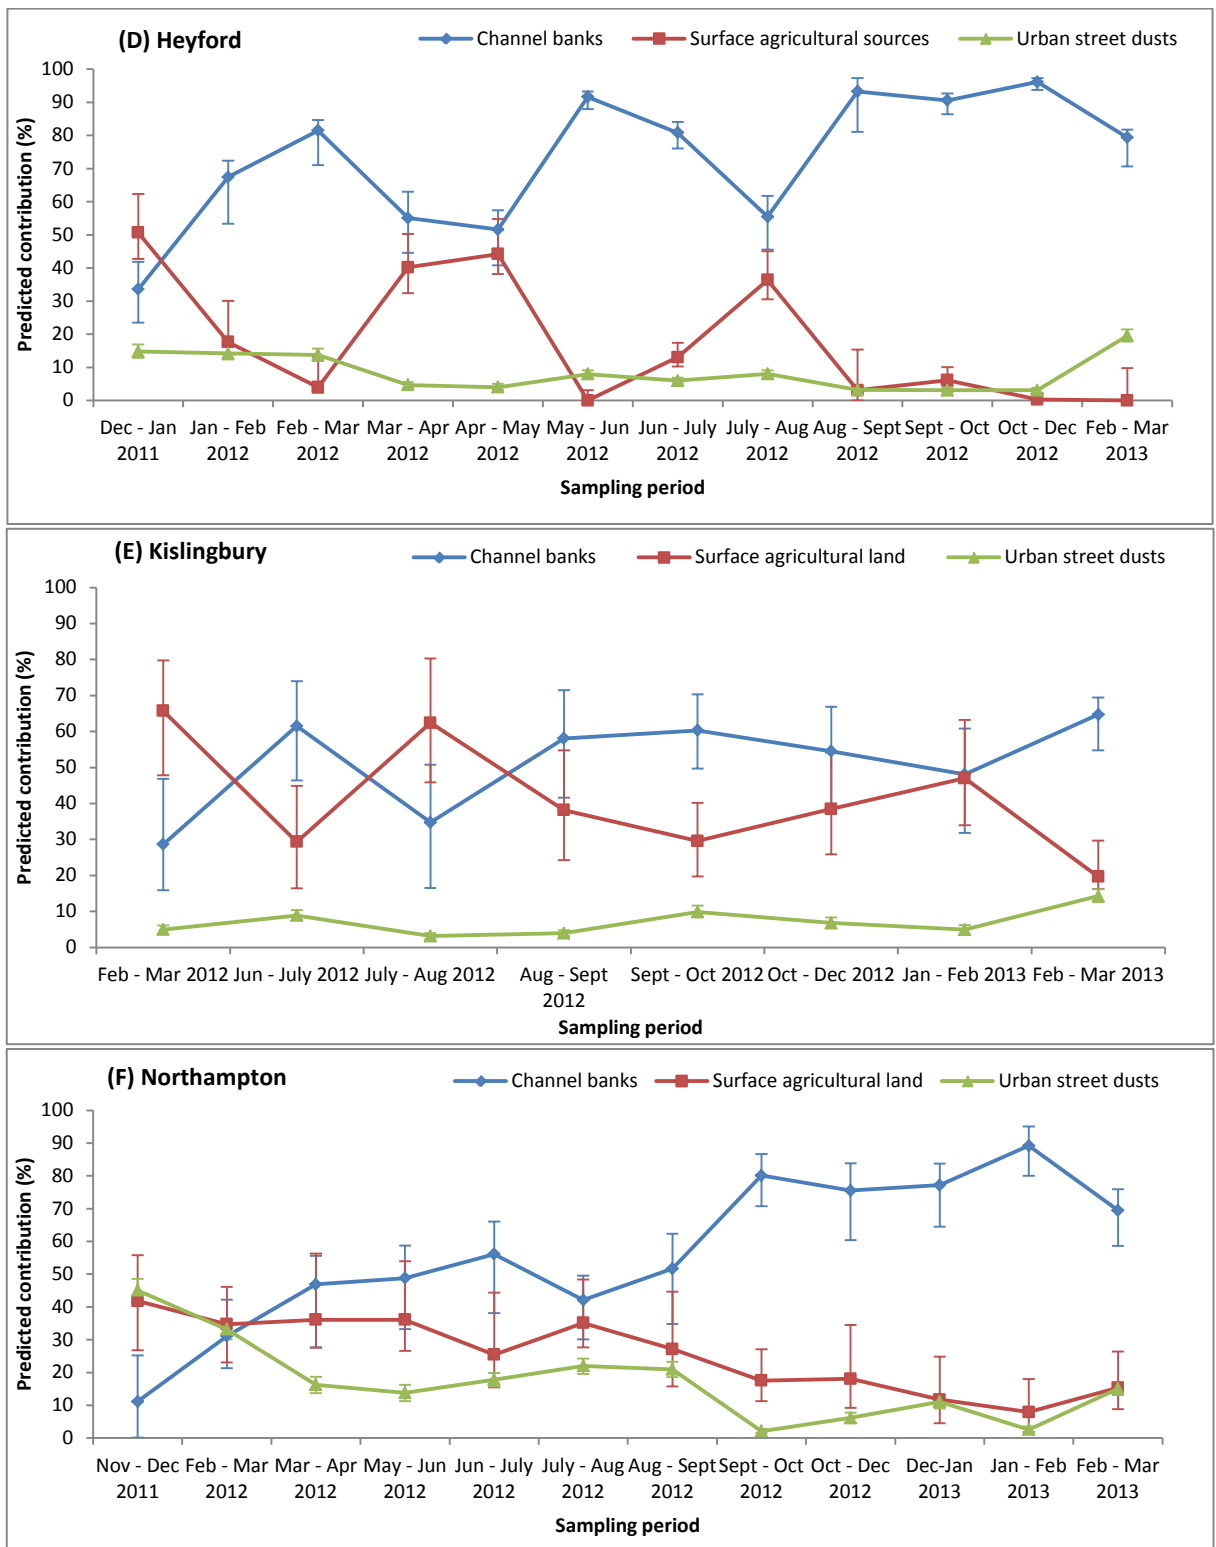 (D) Heyford
Channel banks Surface agricultural sources Urban street dusts
Predicted contribution (%)
100
90
80
70
60
50
40
30
20
10
0
Dec - Jan Jan - Feb Feb - Mar Mar - Apr Apr - May May - Jun Jun - July July - Aug Aug - Sept Sept - Oct Oct - Dec Feb - Mar
2011 2012 2012 2012 2012 2012 2012 2012 2012 2012 2012 2013
Sampling period
(E) Kislingbury
Channel banks Surface agricultural land Urban street dusts
Predicted contribution (%)
100
90
80
70
60
50
40
30
20
10
0
Feb - Mar 2012 Jun - July 2012 July - Aug 2012 Aug - Sept Sept - Oct 2012 Oct - Dec 2012 Jan - Feb 2013 Feb - Mar 2013
2012
Sampling period
(F) Northampton
Channel banks Surface agricultural land Urban street dusts
Predicted contribution (%)
100
90
80
70
60
50
40
30
20
10
0
Nov - Dec Feb - Mar Mar - Apr May - Jun Jun - July July - Aug Aug - Sept Sept - Oct Oct - Dec Dec-Jan Jan - Feb Feb - Mar
2011 2012 2012 2012 2012 2012 2012 2012 2012 2013 2013 2013
Sampling period